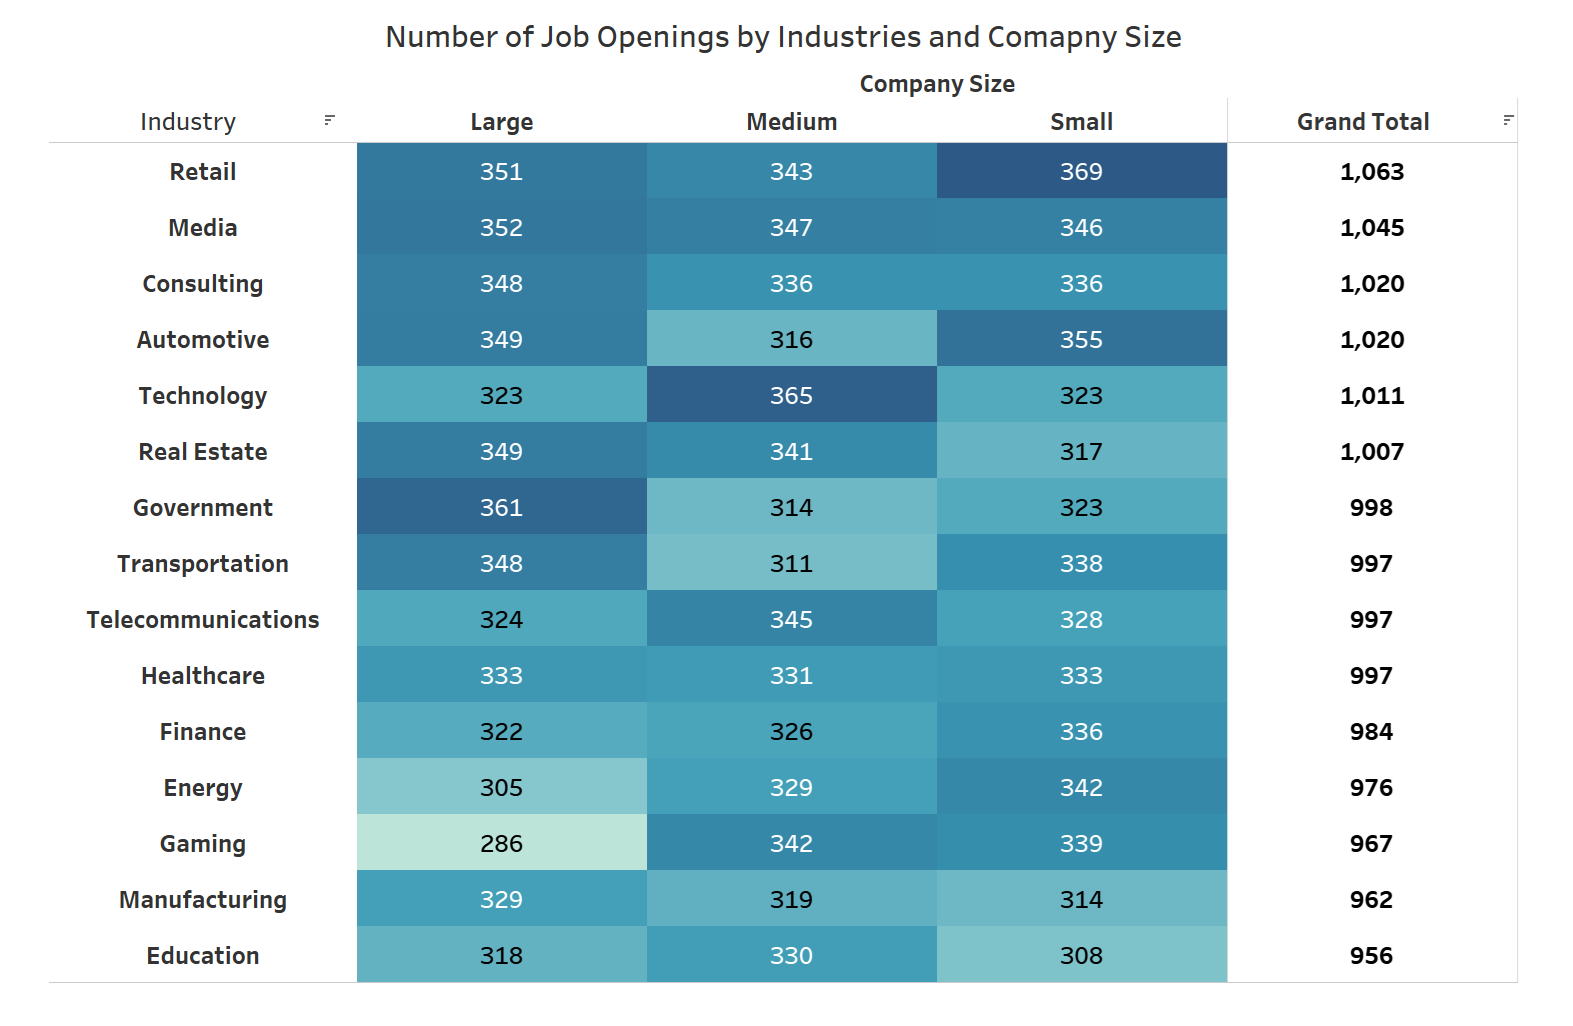 Number of Job Openings by Industries and Comapny Size
Company Size
Industry Large Medium Small Grand Total
Retail 351 343 369 1,063
Media 352 347 346 1,045
Consulting 348 336 336 1,020
Automotive 349 316 355 1,020
Technology 323 365 323 1,011
Real Estate 349 341 317 1,007
Government 361 314 323 998
Transportation 348 311 338 997
Telecommunications 324 345 328 997
Healthcare 333 331 333 997
Finance 322 326 336 984
Energy 305 329 342 976
Gaming 286 342 339 967
Manufacturing 329 319 314 962
Education 318 330 308 956